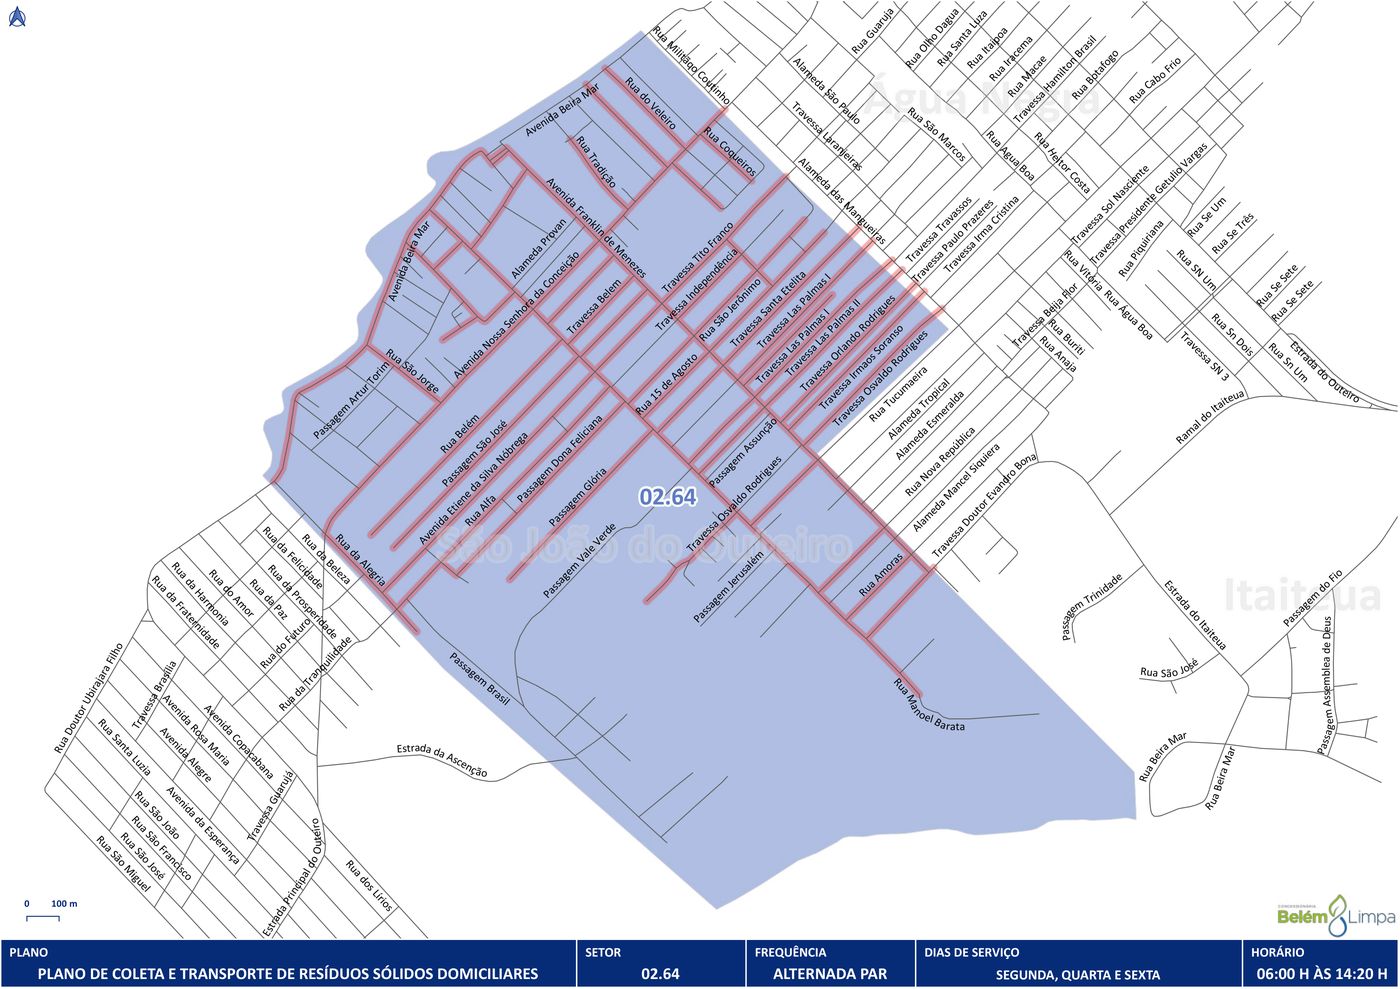 Rua Militão Coutinho
Rua Guaruja
Rua Olho Dagua
Rua Santa Luza
Rua Itaipoa
Rua Iracema
Rua Macae
Travessa Hamilton Brasil
Rua Botafogo
Rua Cabo Frio
Água Negra
Alameda São Paulo
Travessa Laranjeiras
Rua São Marcos
Rua Agua Boa
Rua Heitor Costa
Avenida Beira Mar
Rua do Veleiro
Rua Coqueiros
Rua Tradição
Alameda das Mangueiras
Travessa Sol Nasciente
Travessa Presidente Getulio Vargas
Avenida Franklin de Menezes
Travessa Travassos
Travessa Paulo Prazeres
Travessa Irma Cristina
Rua Piquiriana
Rua Se Um
Rua Se Três
Avenida Beira Mar
Alameda Provan
Avenida Nossa Senhora da Conceição
Travessa Tito Franco
Travessa Independência
Travessa Belem
Rua São Jerônimo
Travessa Santa Etelita
Travessa Las Palmas I
Travessa Las Palmas I
Travessa Las Palmas II
Travessa Orlando Rodrigues
Travessa Irmaos Soranso
Travessa Osvaldo Rodrigues
Rua Vitória
Rua Água Boa
Rua SN Um
Rua Se Sete
Rua Se Sete
Travessa Beija Flor
Rua Buriti
Rua Anaja
Travessa SN 3
Rua Sn Dois
Rua Sn Um
Estrada do Outeiro
Rua São Jorge
Passagem Artur Torim
Rua 15 de Agosto
Rua Tucumaeira
Alameda Tropical
Alameda Esmeralda
Rua Nova República
Alameda Mancel Siquiera
Travessa Doutor Evandro Bona
Ramal do Itaiteua
Rua Belém
Passagem São José
Avenida Etiene da Silva Nóbrega
Rua Alfa
Passagem Dona Feliciana
Passagem Glória
Passagem Assunção
Travessa Osvaldo Rodrigues
02.64
São João do Outeiro
Passagem Vale Verde
Passagem Jerusalém
Rua Amoras
Rua da Alegria
Rua da Beleza
Rua da Felicidade
Rua da Prosperidade
Rua da Paz
Rua do Amor
Rua da Harmonia
Rua da Fraternidade
Rua do Futuro
Rua da Tranquilidade
Passagem Trinidade
Estrada do Itaiteua
Itaiteua
Passagem do Fio
Passagem Assemblea de Deus
Rua São José
Passagem Brasil
Rua Manoel Barata
Rua Doutor Ubirajara Filho
Travessa Brasília
Avenida Rosa Maria
Avenida Copacabana
Avenida Alegre
Rua Santa Luzia
Avenida da Esperança
Travessa Guarujá
Estrada da Ascenção
Rua Beira Mar
Rua Beira Mar
Rua São João
Rua São Francisco
Rua São José
Rua São Miguel
Estrada Principal do Outeiro
Rua dos Lírios
0 100 m
CONCESSIONÁRIA
Belém Limpa
PLANO
PLANO DE COLETA E TRANSPORTE DE RESÍDUOS SÓLIDOS DOMICILIARES
SETOR
02.64
FREQUÊNCIA
ALTERNADA PAR
DIAS DE SERVIÇO
SEGUNDA, QUARTA E SEXTA
HORÁRIO
06:00 H ÀS 14:20 H